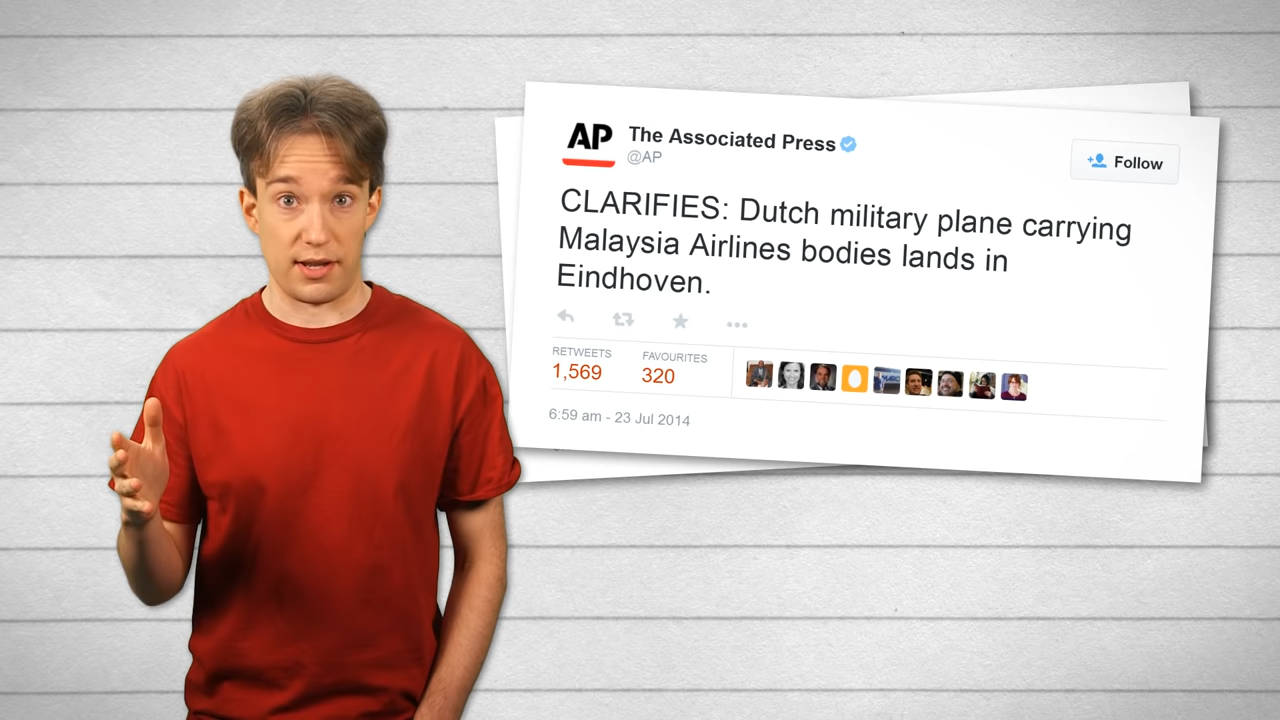 AP
The Associated Press
@AP
Follow
CLARIFIES: Dutch military plane carrying
Malaysia Airlines bodies lands in
Eindhoven.
RETWEETS
1,569
FAVOURITES
320
6:59 am - 23 Jul 2014